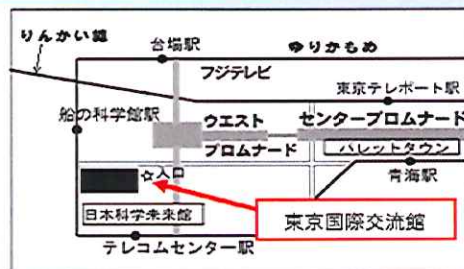 りんかい線
台場駅
ゆりかもめ
フジテレビ
東京テレポート駅
船の科学館駅
ウエスト
プロムナード
センタープロムナード
パレットタウン
青海駅
☆入口
日本科学未来館
東京国際交流館
テレコムセンター駅